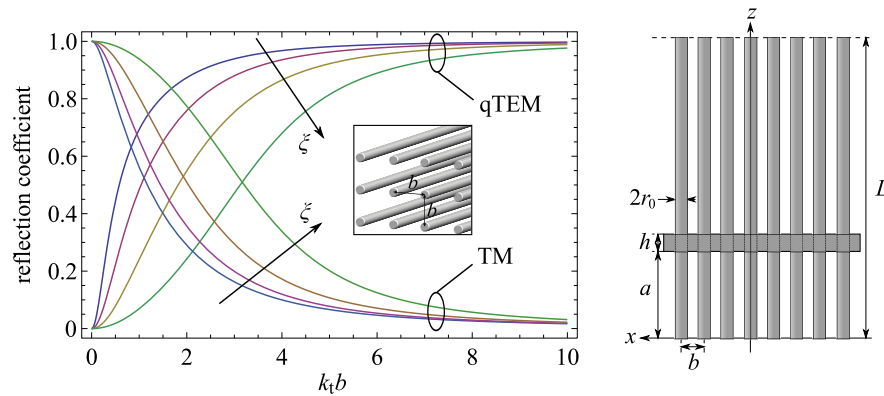 reflection coefficient
1.0
0.8
0.6
0.4
0.2
0
0
2
4
6
8
10
k_t b
qTEM
ξ
b
b
ξ
TM
z
L
2r_0
h
a
x
b